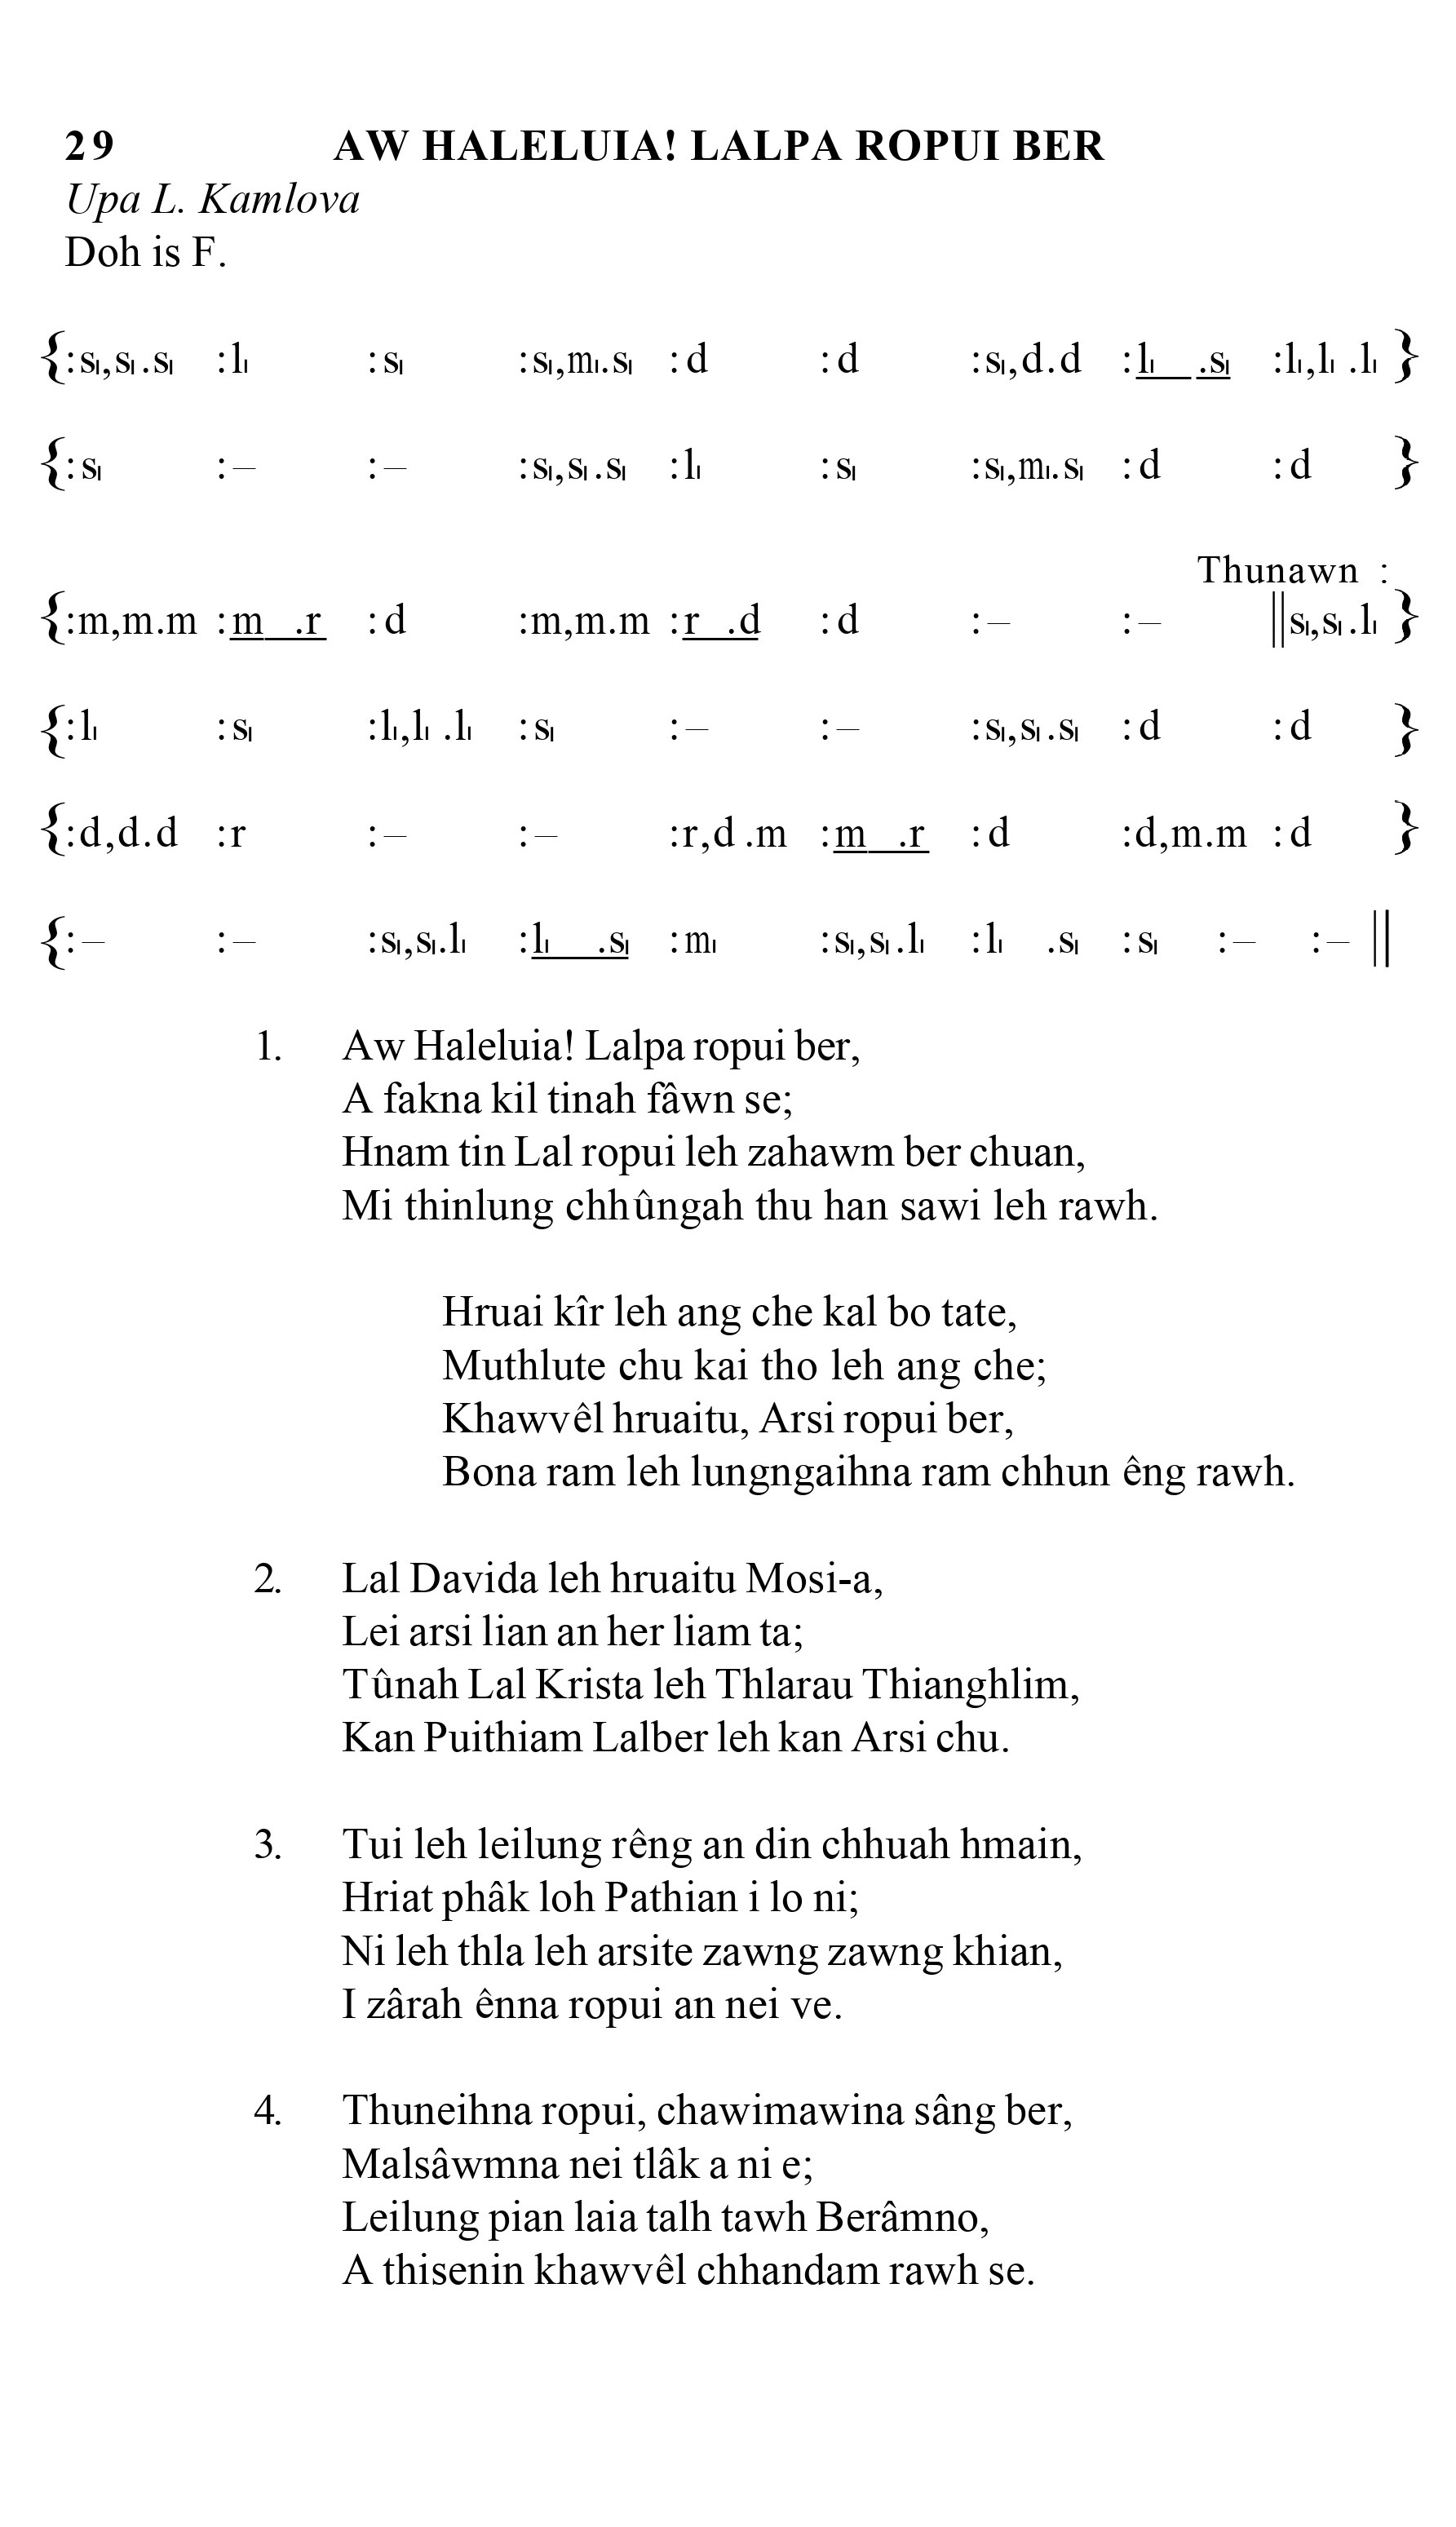 29 AW HALELUIA! LALPA ROPUI BER
Upa L. Kamlova
Doh is F.
{:s₁,s₁.s₁ :l₁ :s₁ :s₁,m₁.s₁ :d :d :s₁,d.d :l₁ .s₁ :l₁,l₁ .l₁ }
{:s₁ :– :– :s₁,s₁.s₁ :l₁ :s₁ :s₁,m₁.s₁ :d :d }
Thunawn :
{:m,m.m :m .r :d :m,m.m :r .d :d :– :– ||s₁,s₁.l₁ }
{:l₁ :s₁ :l₁,l₁ .l₁ :s₁ :– :– :s₁,s₁.s₁ :d :d }
{:d,d.d :r :– :– :r,d .m :m .r :d :d,m.m :d }
{:– :– :s₁,s₁.l₁ :l₁ .s₁ :m₁ :s₁,s₁.l₁ :l₁ .s₁ :s₁ :– :– ||
1. Aw Haleluia! Lalpa ropui ber,
A fakna kil tinah fâwn se;
Hnam tin Lal ropui leh zahawm ber chuan,
Mi thinlung chhûngah thu han sawi leh rawh.
Hruai kîr leh ang che kal bo tate,
Muthlute chu kai tho leh ang che;
Khawvêl hruaitu, Arsi ropui ber,
Bona ram leh lungngaihna ram chhun êng rawh.
2. Lal Davida leh hruaitu Mosi-a,
Lei arsi lian an her liam ta;
Tûnah Lal Krista leh Thlarau Thianghlim,
Kan Puithiam Lalber leh kan Arsi chu.
3. Tui leh leilung rêng an din chhuah hmain,
Hriat phâk loh Pathian i lo ni;
Ni leh thla leh arsite zawng zawng khian,
I zârah ênna ropui an nei ve.
4. Thuneihna ropui, chawimawina sâng ber,
Malsâwmna nei tlâk a ni e;
Leilung pian laia talh tawh Berâmno,
A thisenin khawvêl chhandam rawh se.